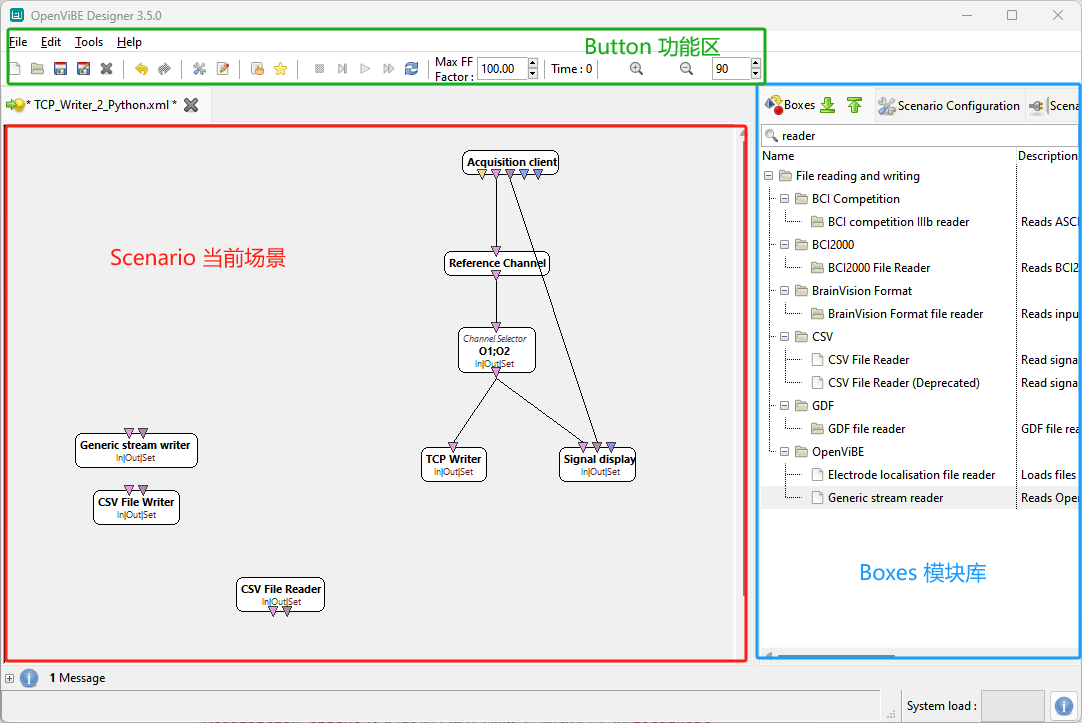 OpenViBE Designer 3.5.0
File Edit Tools Help
Button 功能区
Max FF Factor : 100.00 Time : 0 90
* TCP_Writer_2_Python.xml *
Boxes Scenario Configuration Scena
reader
Name Description
File reading and writing
BCI Competition
BCI competition IIIb reader Reads ASCI
BCI2000
BCI2000 File Reader Reads BCI2
BrainVision Format
BrainVision Format file reader Reads inpu
CSV
CSV File Reader Read signa
CSV File Reader (Deprecated) Read signa
GDF
GDF file reader GDF file rea
OpenViBE
Electrode localisation file reader Loads files
Generic stream reader Reads Ope
Boxes 模块库
Scenario 当前场景
Acquisition client
Reference Channel
Channel Selector
O1;O2
In|Out|Set
Generic stream writer
In|Out|Set
TCP Writer
In|Out|Set
Signal display
In|Out|Set
CSV File Writer
In|Out|Set
CSV File Reader
In|Out|Set
1 Message
System load :